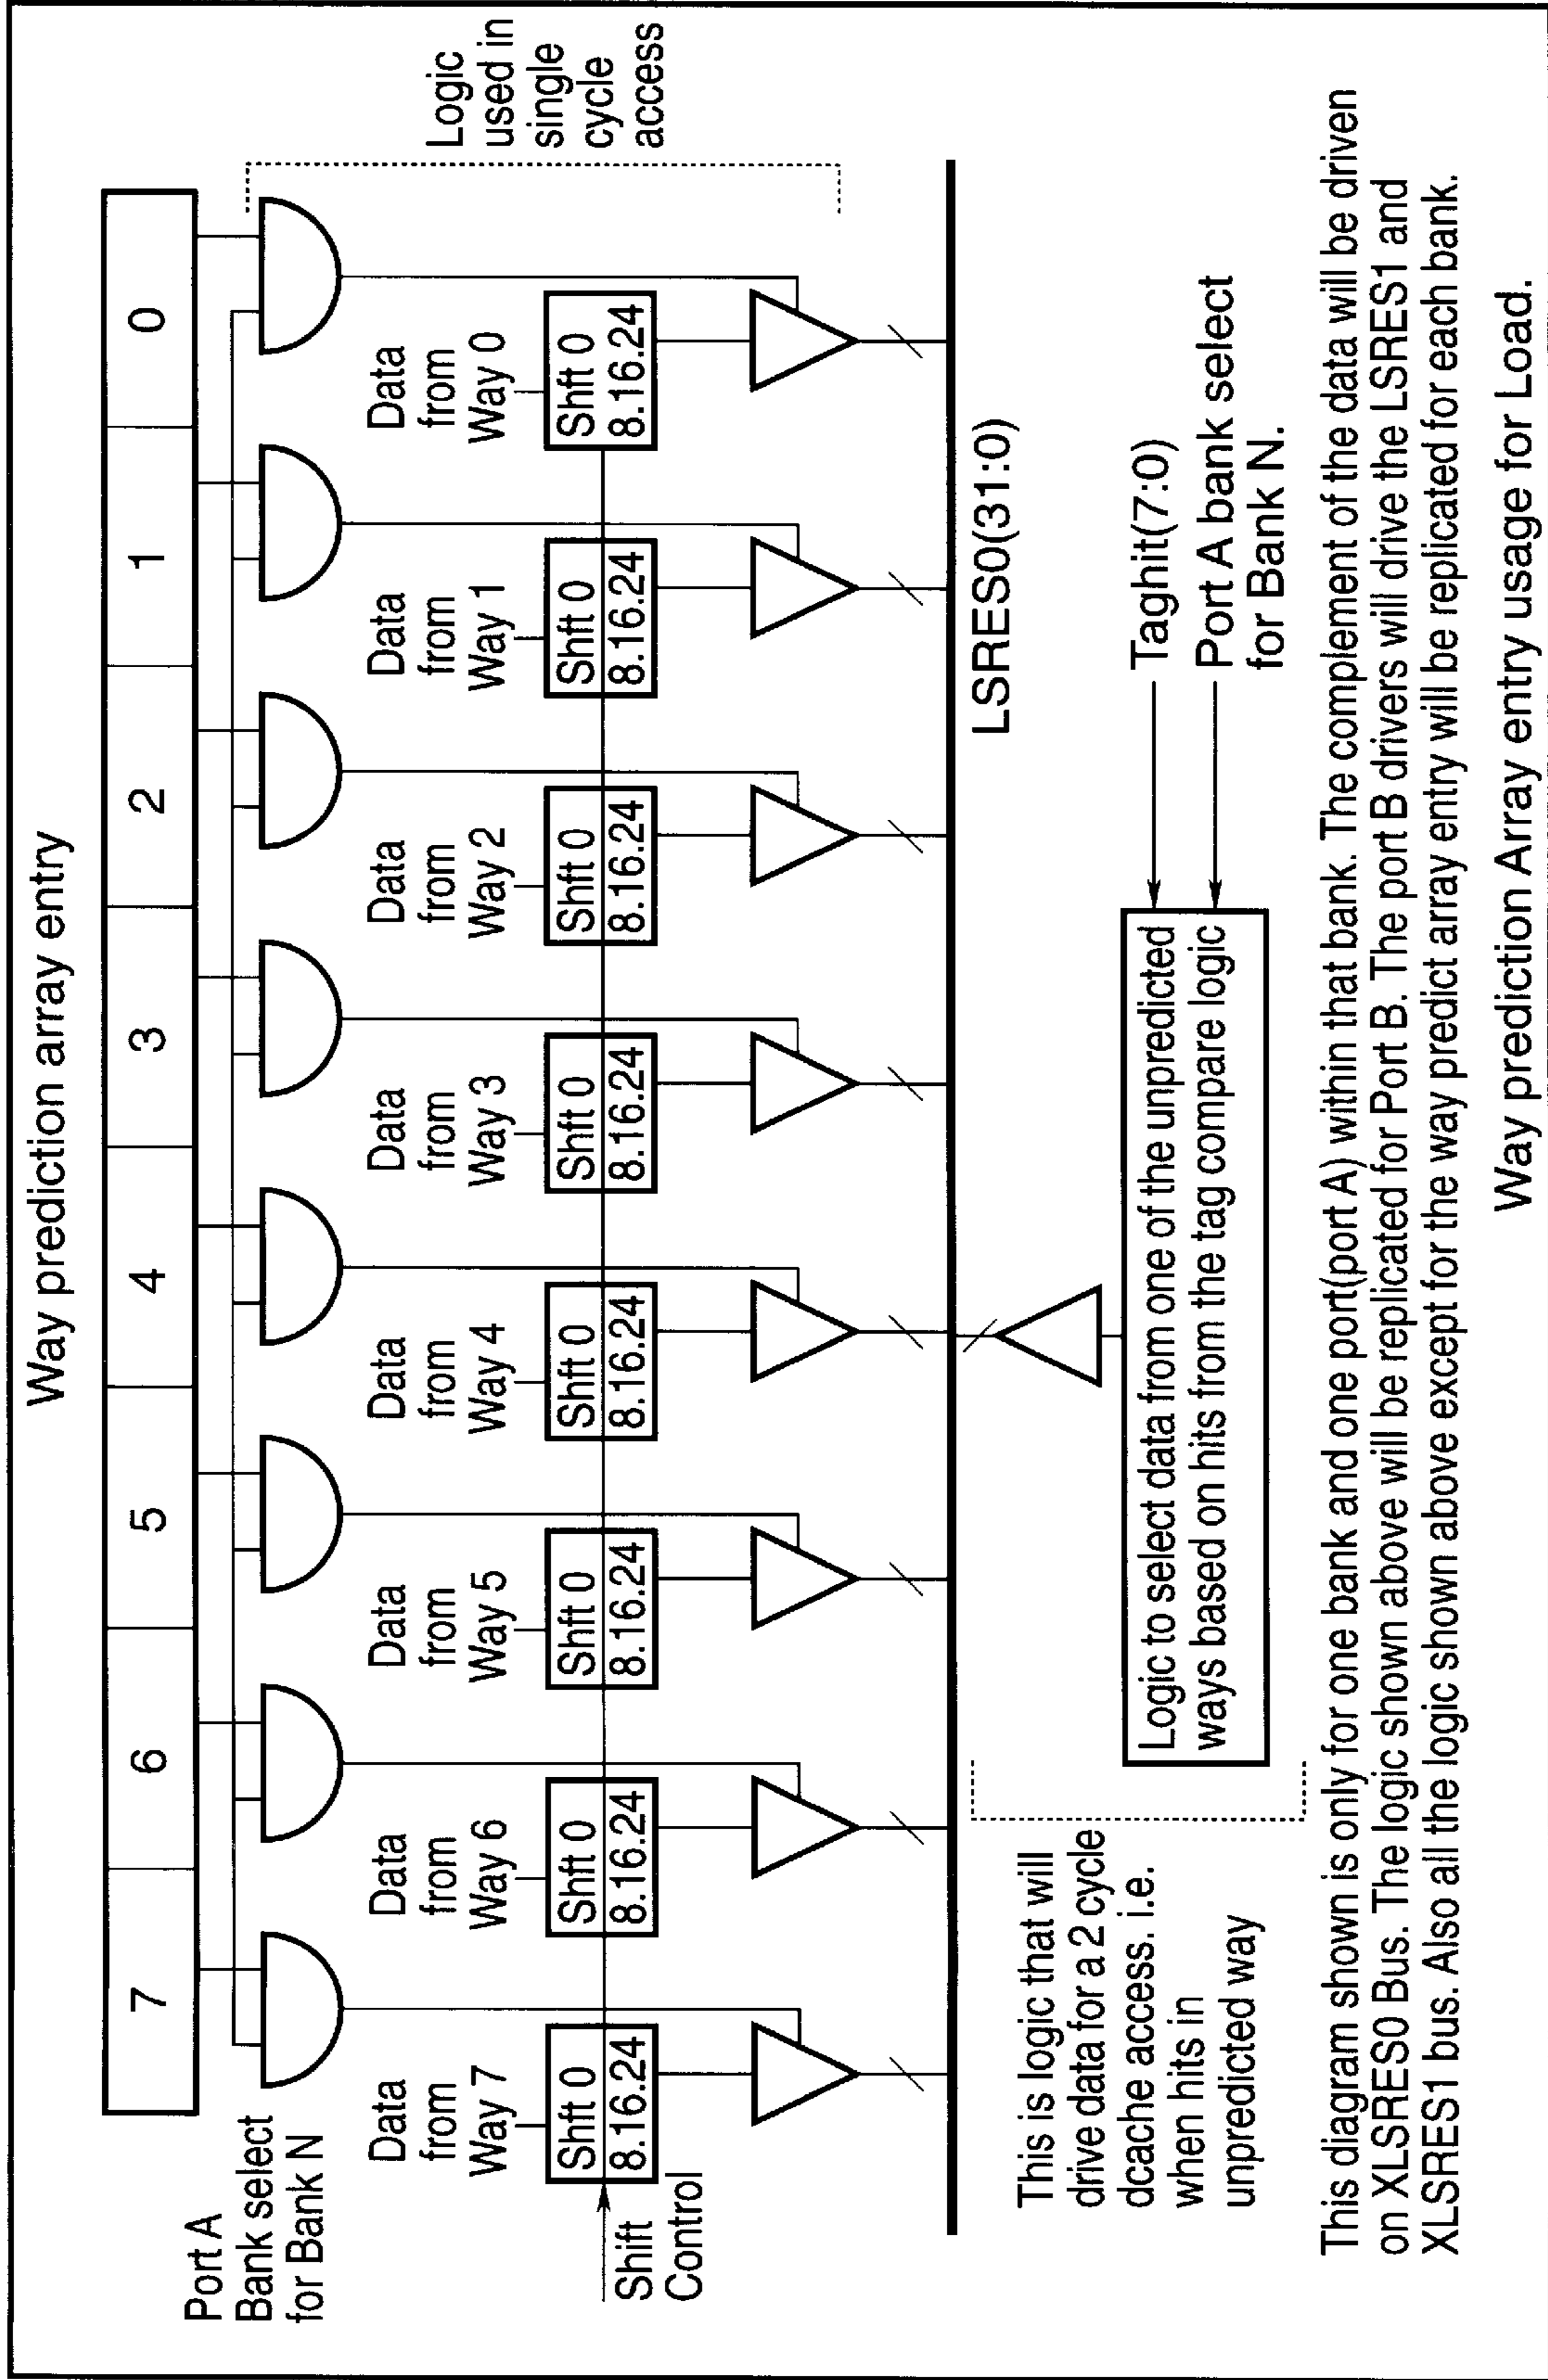 Way prediction array entry
7 6 5 4 3 2 1 0
Port A
Bank select
for Bank N
Logic
used in
single
cycle
access
Data
from
Way 7
Data
from
Way 6
Data
from
Way 5
Data
from
Way 4
Data
from
Way 3
Data
from
Way 2
Data
from
Way 1
Data
from
Way 0
Shft 0
8.16.24
Shft 0
8.16.24
Shft 0
8.16.24
Shft 0
8.16.24
Shft 0
8.16.24
Shft 0
8.16.24
Shft 0
8.16.24
Shft 0
8.16.24
Shift
Control
LSRES0(31:0)
This is logic that will
drive data for a 2 cycle
dcache access. i.e.
when hits in
unpredicted way
Logic to select data from one of the unpredicted
ways based on hits from the tag compare logic
Taghit(7:0)
Port A bank select
for Bank N.
This diagram shown is only for one bank and one port(port A) within that bank. The complement of the data will be driven
on XLSRES0 Bus. The logic shown above will be replicated for Port B. The port B drivers will drive the LSRES1 and
XLSRES1 bus. Also all the logic shown above except for the way predict array entry will be replicated for each bank.
Way prediction Array entry usage for Load.